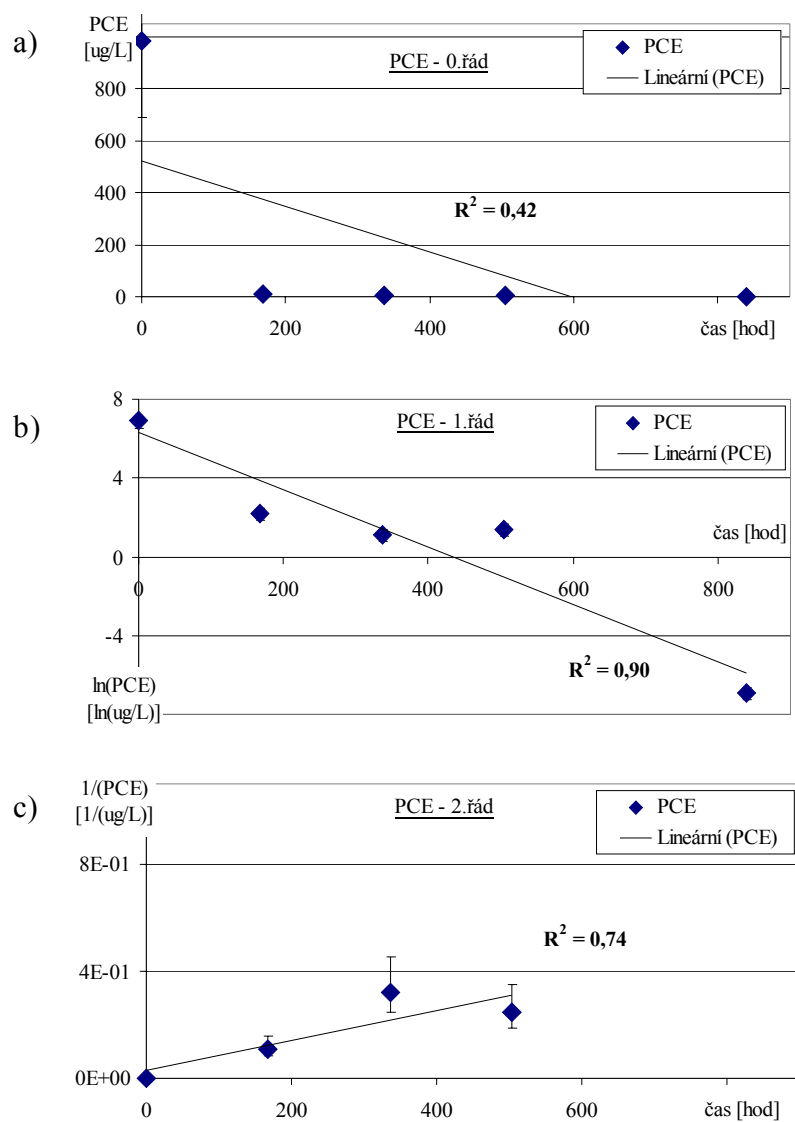 a)
PCE
[ug/L]
PCE - 0.řád
PCE
Lineární (PCE)
800
600
400
200
0
R² = 0,42
0
200
400
600
čas [hod]
b)
8
4
0
-4
PCE - 1.řád
PCE
Lineární (PCE)
čas [hod]
0
200
400
600
800
R² = 0,90
ln(PCE)
[ln(ug/L)]
c)
1/(PCE)
[1/(ug/L)]
PCE - 2.řád
PCE
Lineární (PCE)
8E-01
4E-01
0E+00
R² = 0,74
0
200
400
600
čas [hod]